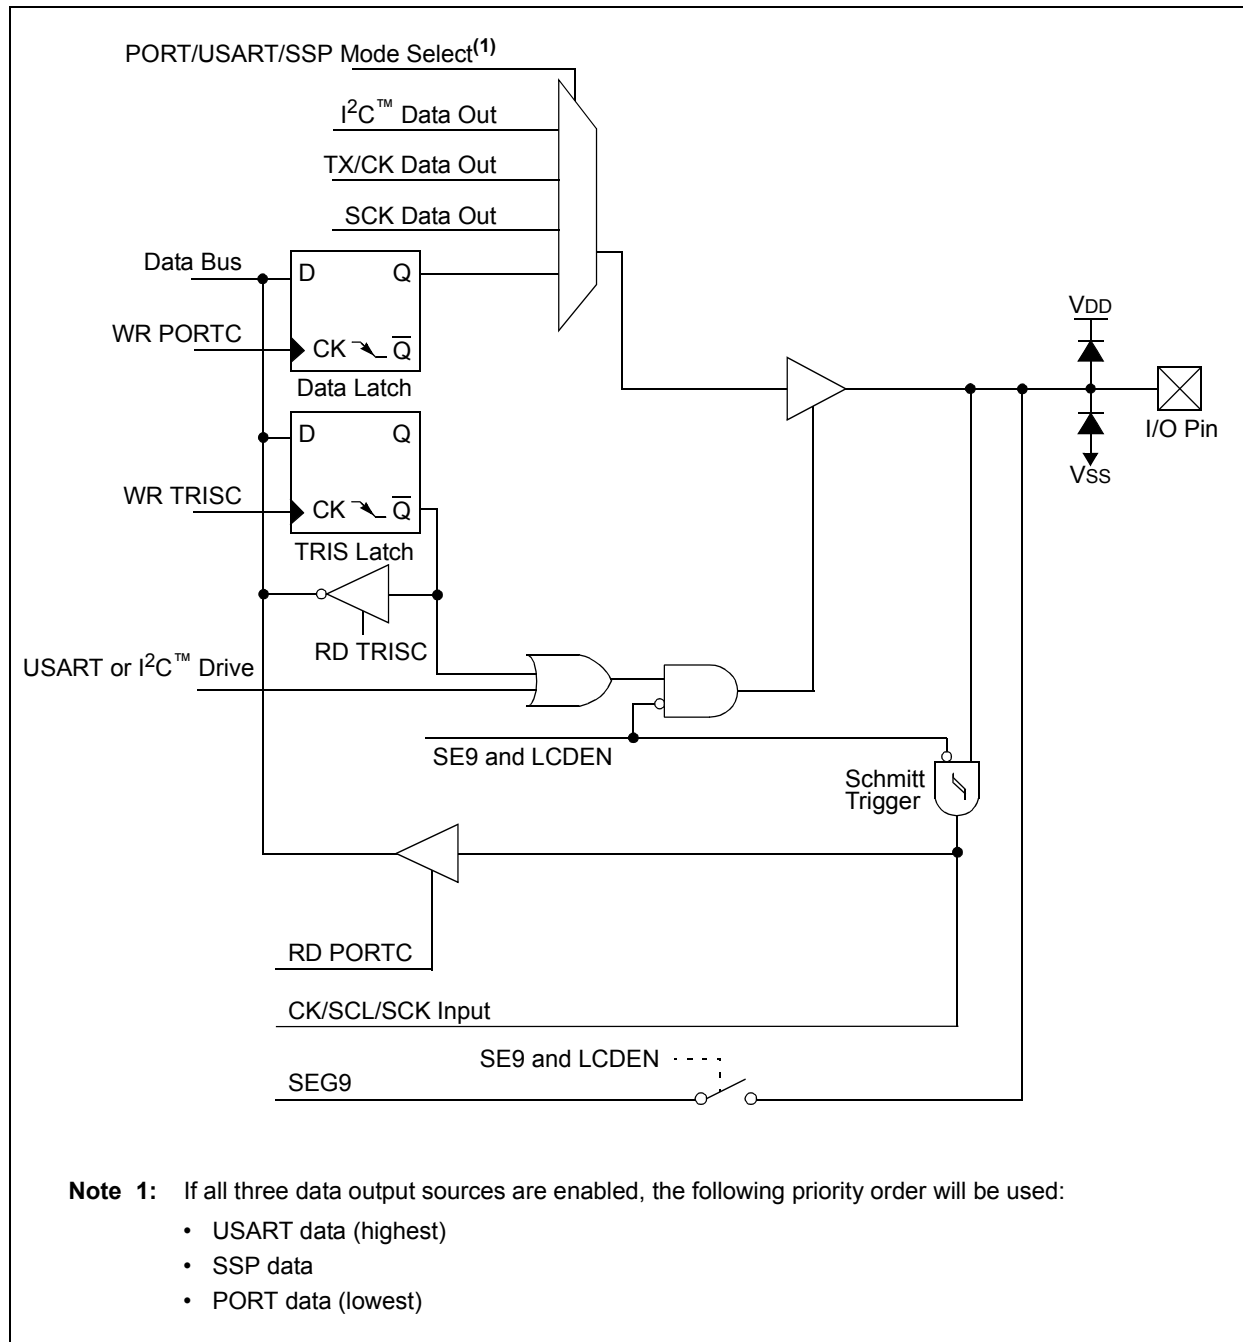 PORT/USART/SSP Mode Select(1)
I2C™ Data Out
TX/CK Data Out
SCK Data Out
Data Bus
D Q
WR PORTC
CK Q
Data Latch
VDD
I/O Pin
VSS
D Q
WR TRISC
CK Q
TRIS Latch
RD TRISC
USART or I2C™ Drive
SE9 and LCDEN
Schmitt
Trigger
RD PORTC
CK/SCL/SCK Input
SE9 and LCDEN
SEG9
Note 1: If all three data output sources are enabled, the following priority order will be used:
• USART data (highest)
• SSP data
• PORT data (lowest)